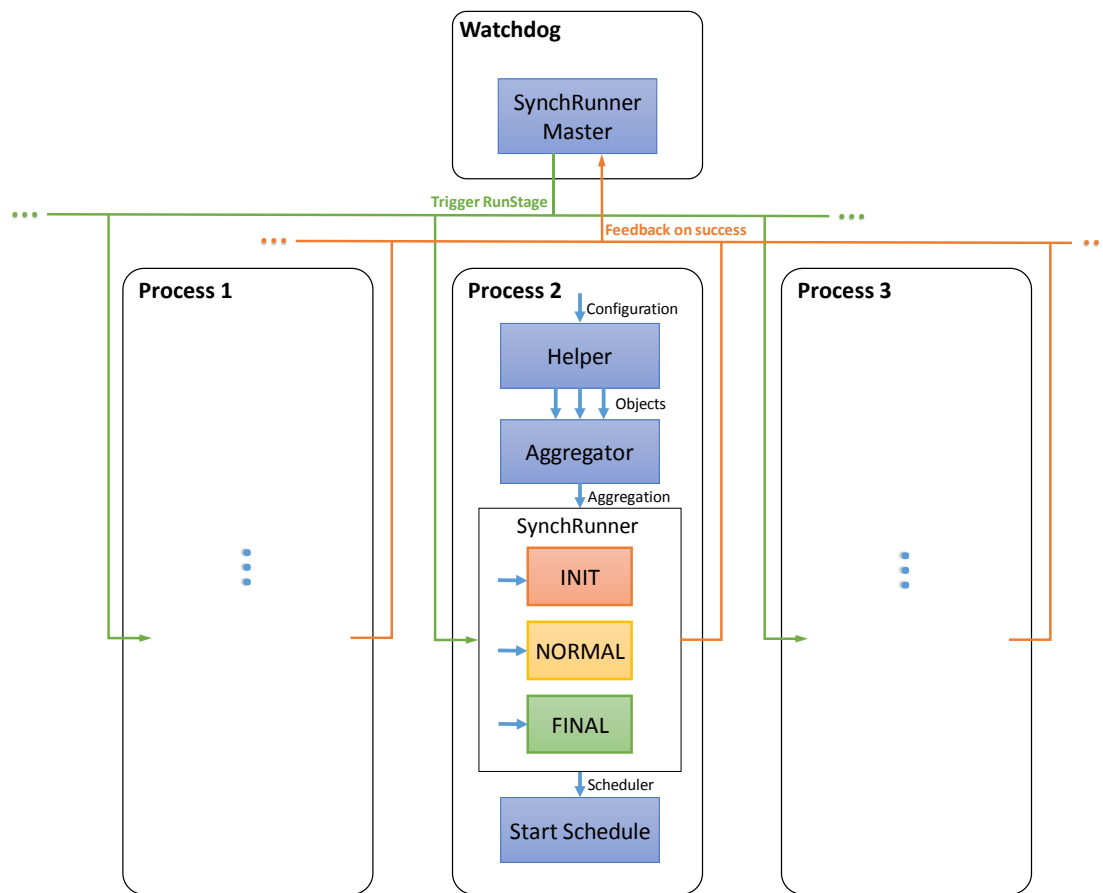 Watchdog
SynchRunner
Master
Trigger RunStage
Feedback on success
Process 1
Process 2
Process 3
Configuration
Helper
Objects
Aggregator
Aggregation
SynchRunner
INIT
NORMAL
FINAL
Scheduler
Start Schedule